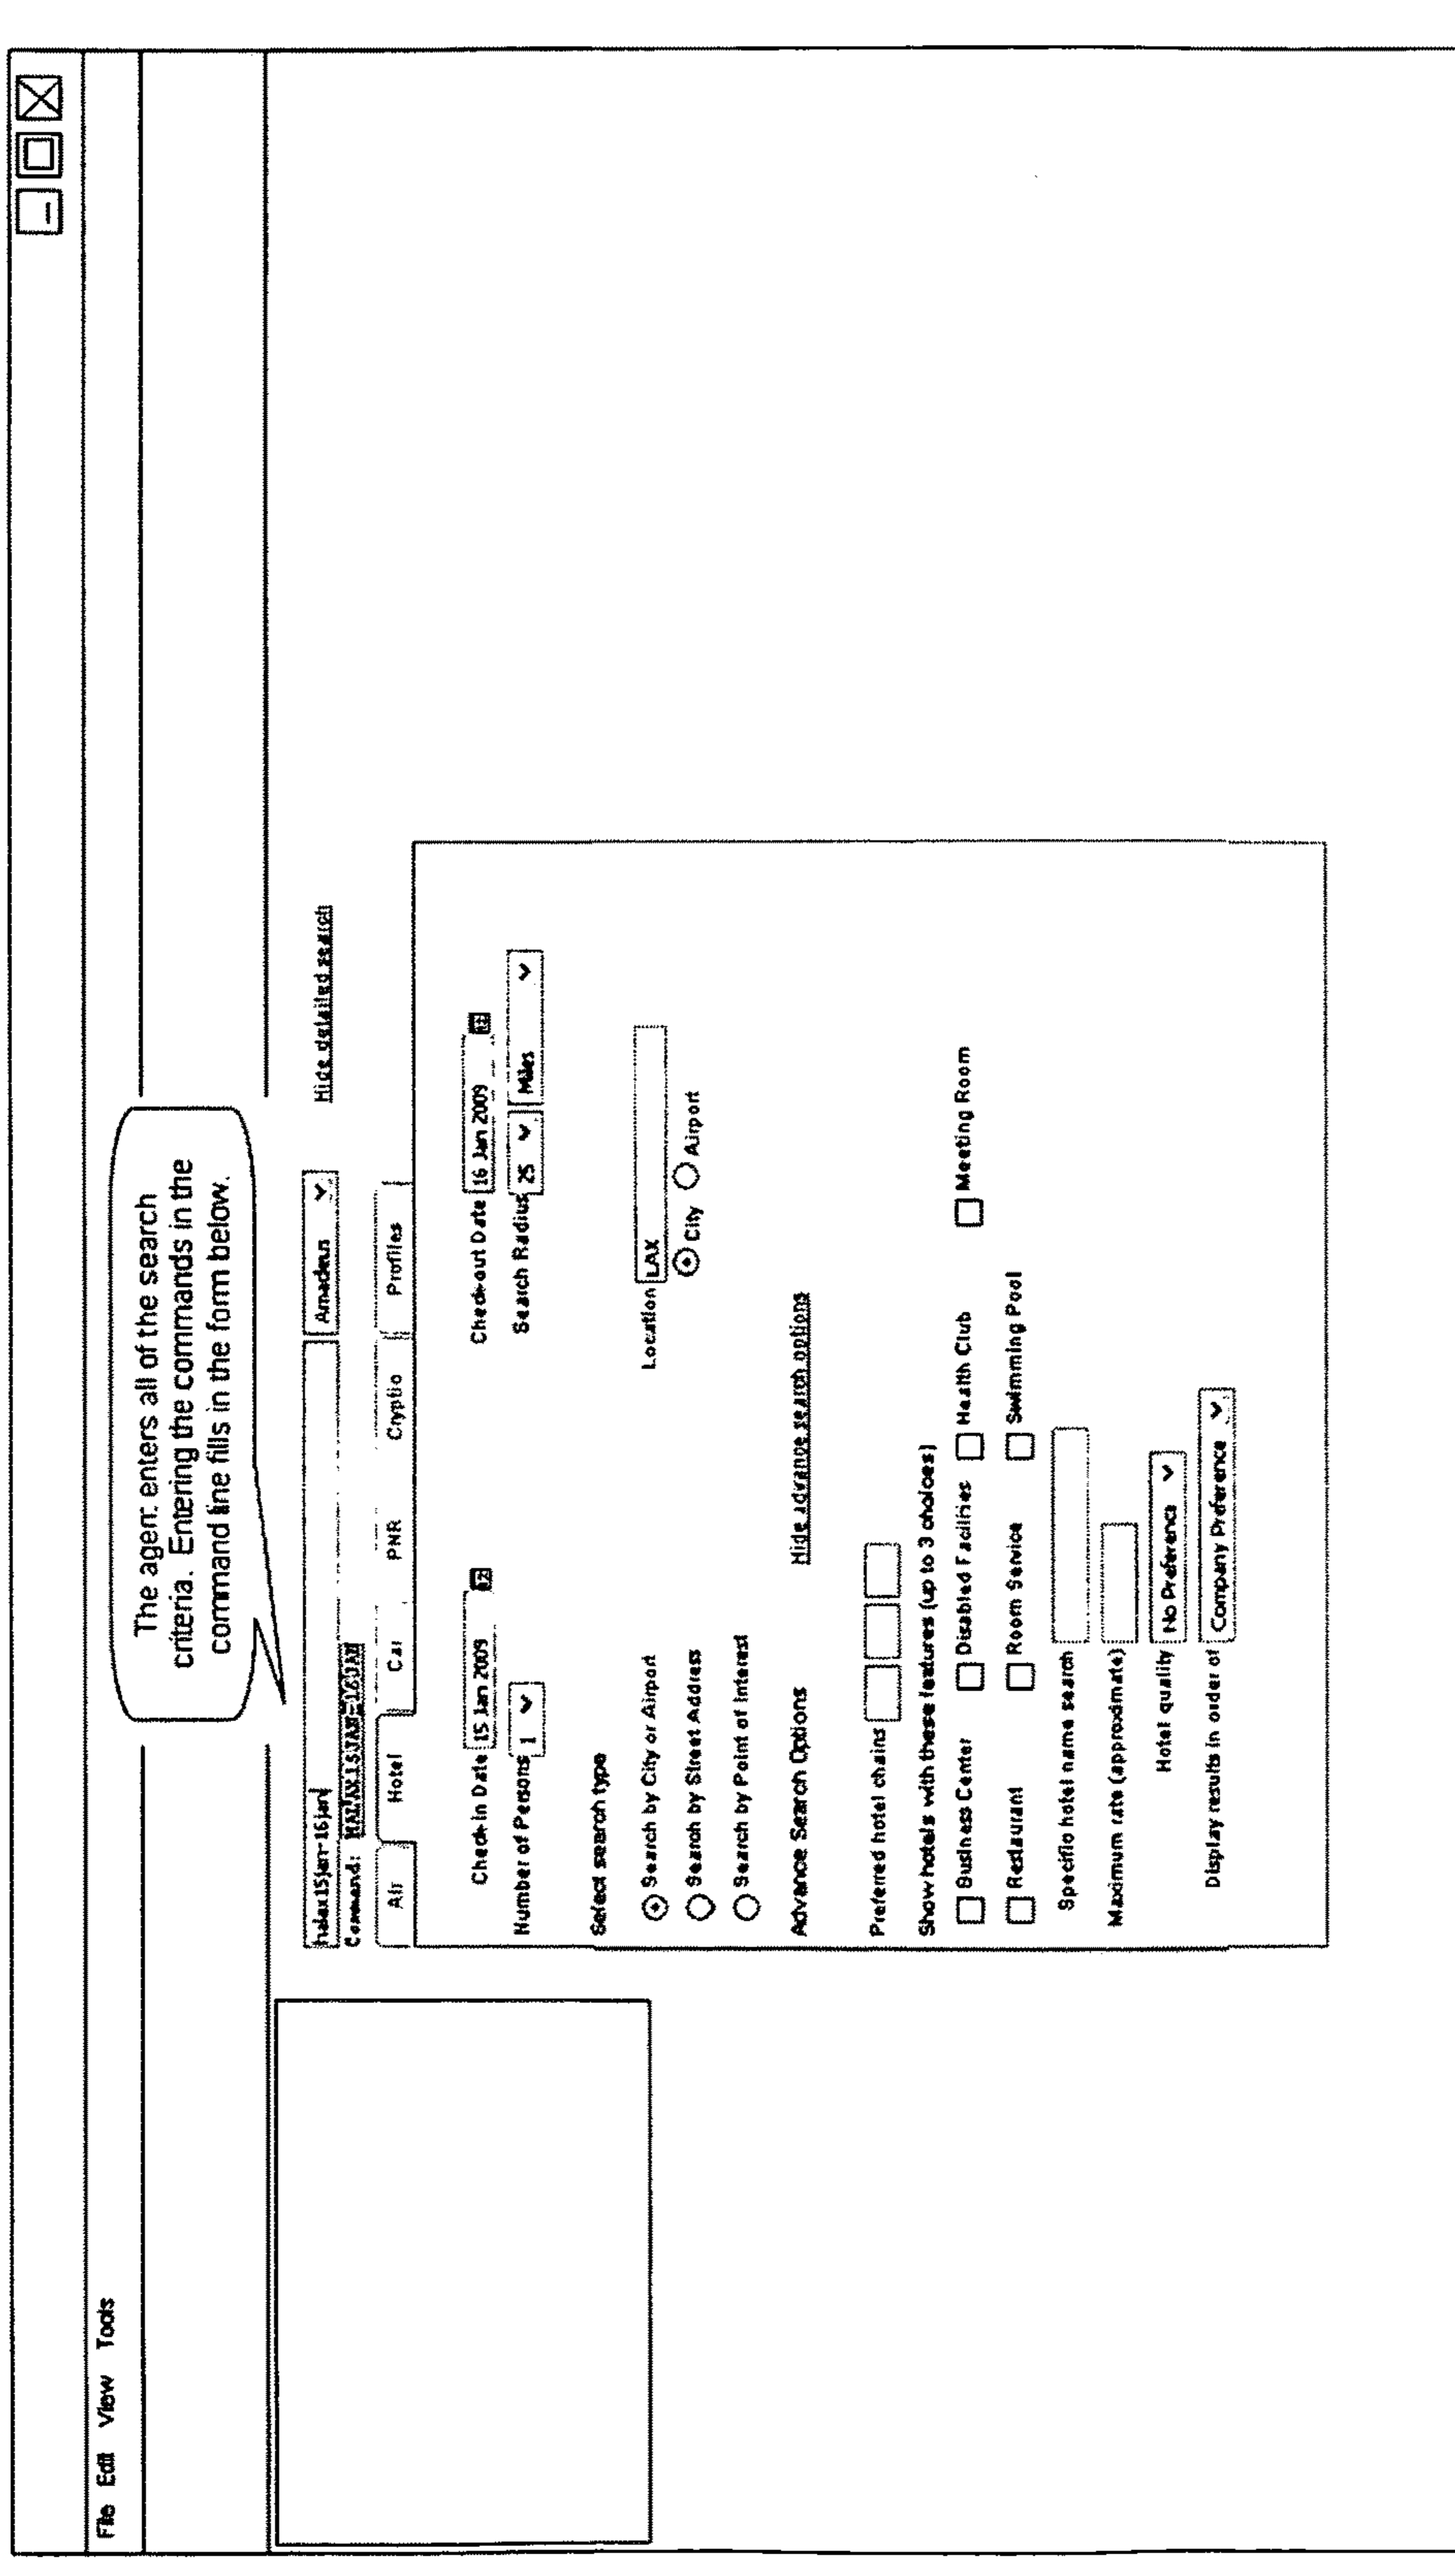 File Edit View Tools
The agent enters all of the search
criteria. Entering the commands in the
command line fills in the form below.
halax15jan-16jan Amadeus Hide detailed search
Command: HALAX15JAN-16JAN
Air Hotel Car PNR Cryptic Profiles
Check-in Date 15 Jan 2009 Check-out Date 16 Jan 2009
Number of Persons 1 Search Radius 25 Miles
Select search type
Search by City or Airport Location LAX
Search by Street Address City Airport
Search by Point of Interest
Advance Search Options Hide advance search options
Preferred hotel chains
Show hotels with these features (up to 3 choices)
Business Center Disabled Facilities Health Club Meeting Room
Restaurant Room Service Swimming Pool
Specific hotel name search
Maximum rate (approximate)
Hotel quality No Preference
Display results in order of Company Preference